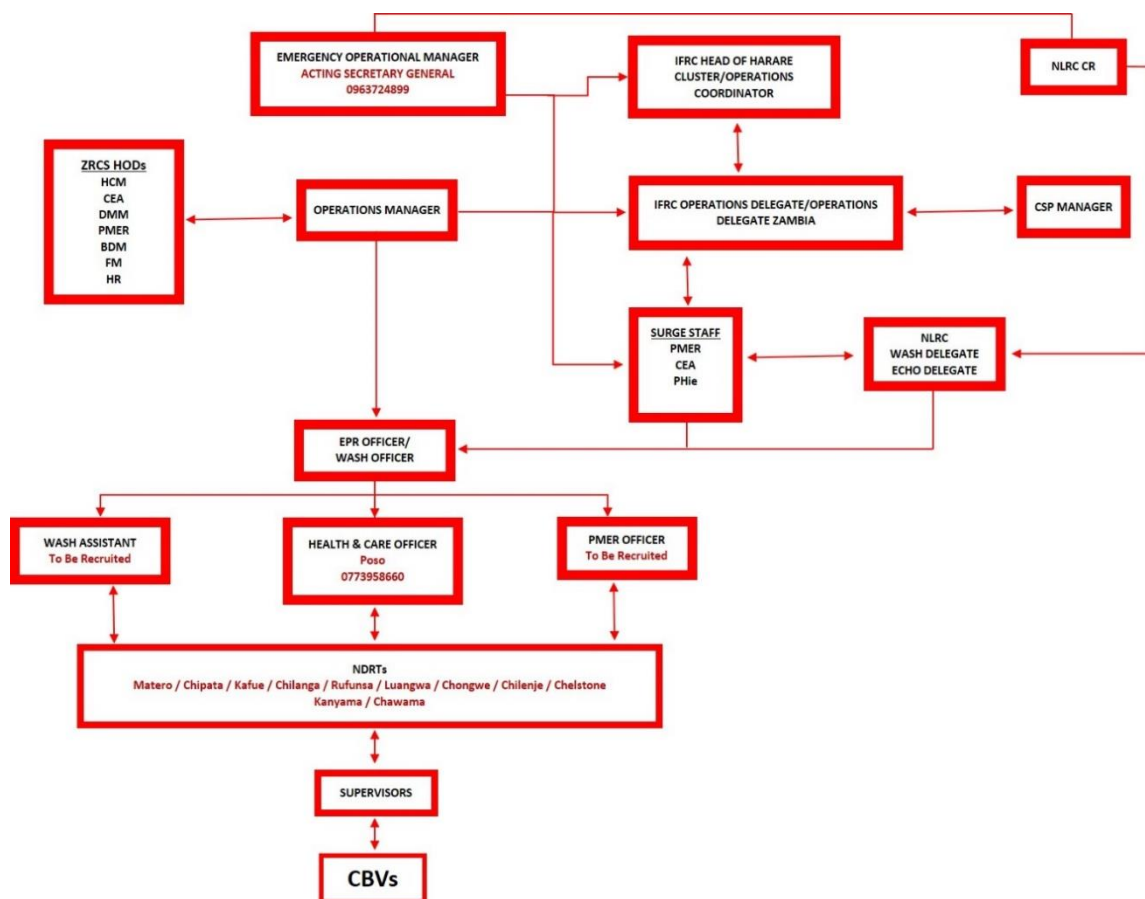 EMERGENCY OPERATIONAL MANAGER
ACTING SECRETARY GENERAL
0963724899
IFRC HEAD OF HARARE
CLUSTER/OPERATIONS
COORDINATOR
NLRC CR
ZRCS HODs
HCM
CEA
DMM
PMER
BDM
FM
HR
OPERATIONS MANAGER
IFRC OPERATIONS DELEGATE/OPERATIONS
DELEGATE ZAMBIA
CSP MANAGER
SURGE STAFF
PMER
CEA
PHie
NLRC
WASH DELEGATE
ECHO DELEGATE
EPR OFFICER/
WASH OFFICER
WASH ASSISTANT
To Be Recruited
HEALTH & CARE OFFICER
Poso
0773958660
PMER OFFICER
To Be Recruited
NDRTs
Matero / Chipata / Kafue / Chilanga / Rufunsa / Luangwa / Chongwe / Chilenje / Chelstone
Kanyama / Chawama
SUPERVISORS
CBVs